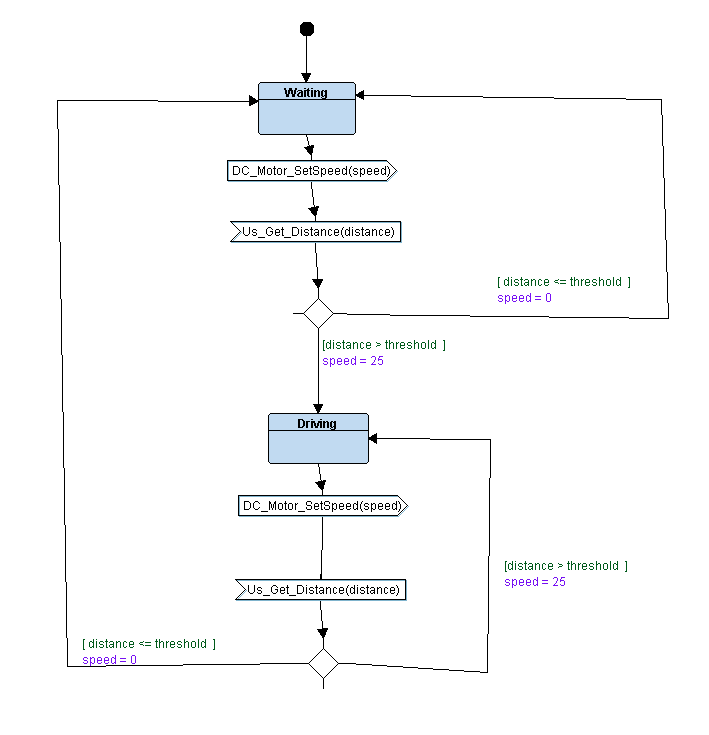 Waiting
DC_Motor_SetSpeed(speed)
Us_Get_Distance(distance)
[ distance <= threshold ]
speed = 0
[distance > threshold ]
speed = 25
Driving
DC_Motor_SetSpeed(speed)
[distance > threshold ]
speed = 25
Us_Get_Distance(distance)
[ distance <= threshold ]
speed = 0